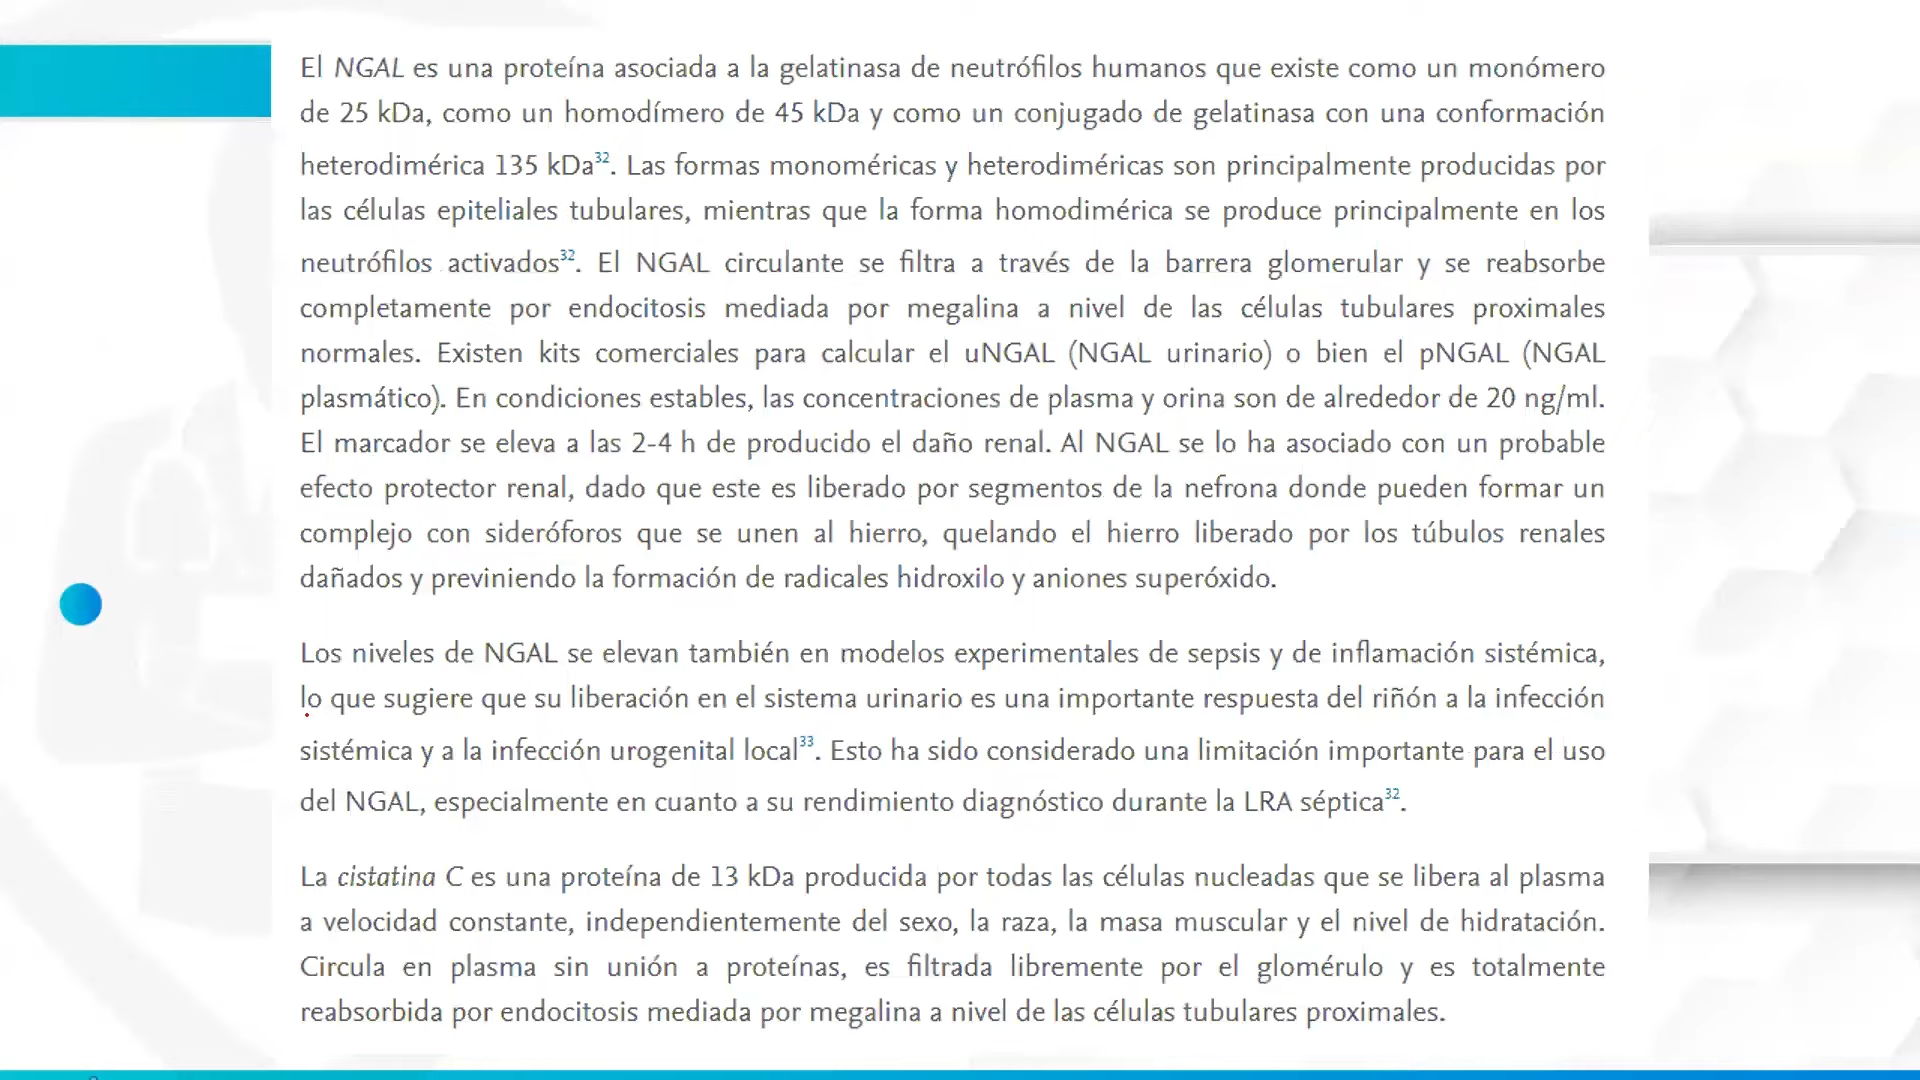 El NGAL es una proteína asociada a la gelatinasa de neutrófilos humanos que existe como un monómero
de 25 kDa, como un homodímero de 45 kDa y como un conjugado de gelatinasa con una conformación
heterodimérica 135 kDa32. Las formas monoméricas y heterodiméricas son principalmente producidas por
las células epiteliales tubulares, mientras que la forma homodimérica se produce principalmente en los
neutrófilos activados32. El NGAL circulante se filtra a través de la barrera glomerular y se reabsorbe
completamente por endocitosis mediada por megalina a nivel de las células tubulares proximales
normales. Existen kits comerciales para calcular el uNGAL (NGAL urinario) o bien el pNGAL (NGAL
plasmático). En condiciones estables, las concentraciones de plasma y orina son de alrededor de 20 ng/ml.
El marcador se eleva a las 2-4 h de producido el daño renal. Al NGAL se lo ha asociado con un probable
efecto protector renal, dado que este es liberado por segmentos de la nefrona donde pueden formar un
complejo con sideróforos que se unen al hierro, quelando el hierro liberado por los túbulos renales
dañados y previniendo la formación de radicales hidroxilo y aniones superóxido.
Los niveles de NGAL se elevan también en modelos experimentales de sepsis y de inflamación sistémica,
lo que sugiere que su liberación en el sistema urinario es una importante respuesta del riñón a la infección
sistémica y a la infección urogenital local33. Esto ha sido considerado una limitación importante para el uso
del NGAL, especialmente en cuanto a su rendimiento diagnóstico durante la LRA séptica32.
La cistatina C es una proteína de 13 kDa producida por todas las células nucleadas que se libera al plasma
a velocidad constante, independientemente del sexo, la raza, la masa muscular y el nivel de hidratación.
Circula en plasma sin unión a proteínas, es filtrada libremente por el glomérulo y es totalmente
reabsorbida por endocitosis mediada por megalina a nivel de las células tubulares proximales.